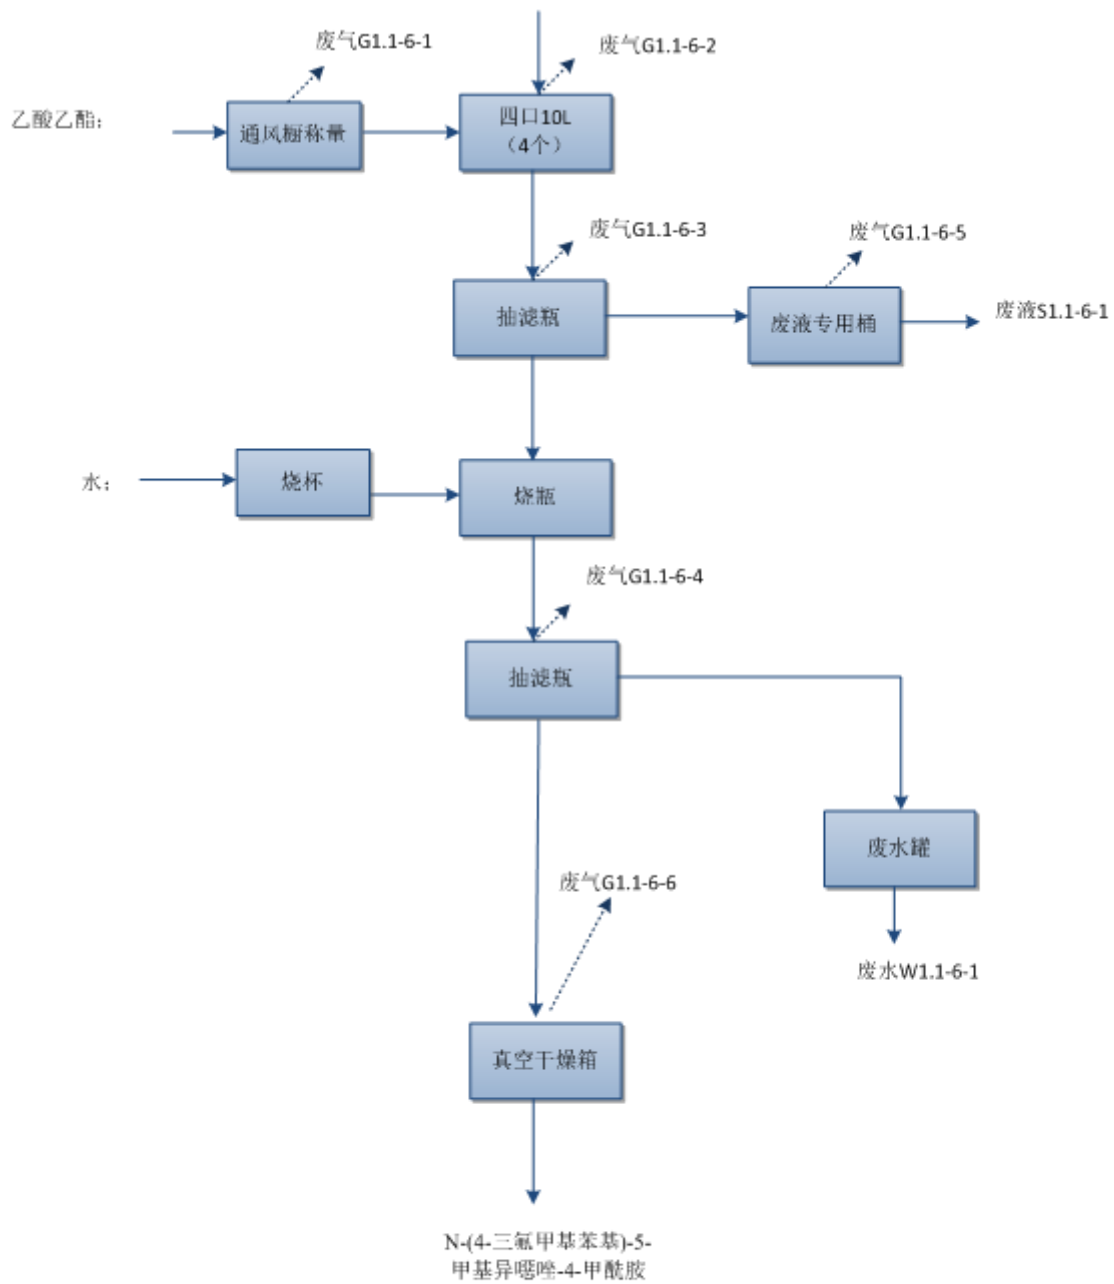 废气G1.1-6-1
废气G1.1-6-2
乙酸乙酯：
通风橱称量
四口10L
（4个）
废气G1.1-6-3
废气G1.1-6-5
抽滤瓶
废液专用桶
废液S1.1-6-1
水：
烧杯
烧瓶
废气G1.1-6-4
抽滤瓶
废水罐
废气G1.1-6-6
废水W1.1-6-1
真空干燥箱
N-(4-三氟甲基苯基)-5-
甲基异噁唑-4-甲酰胺